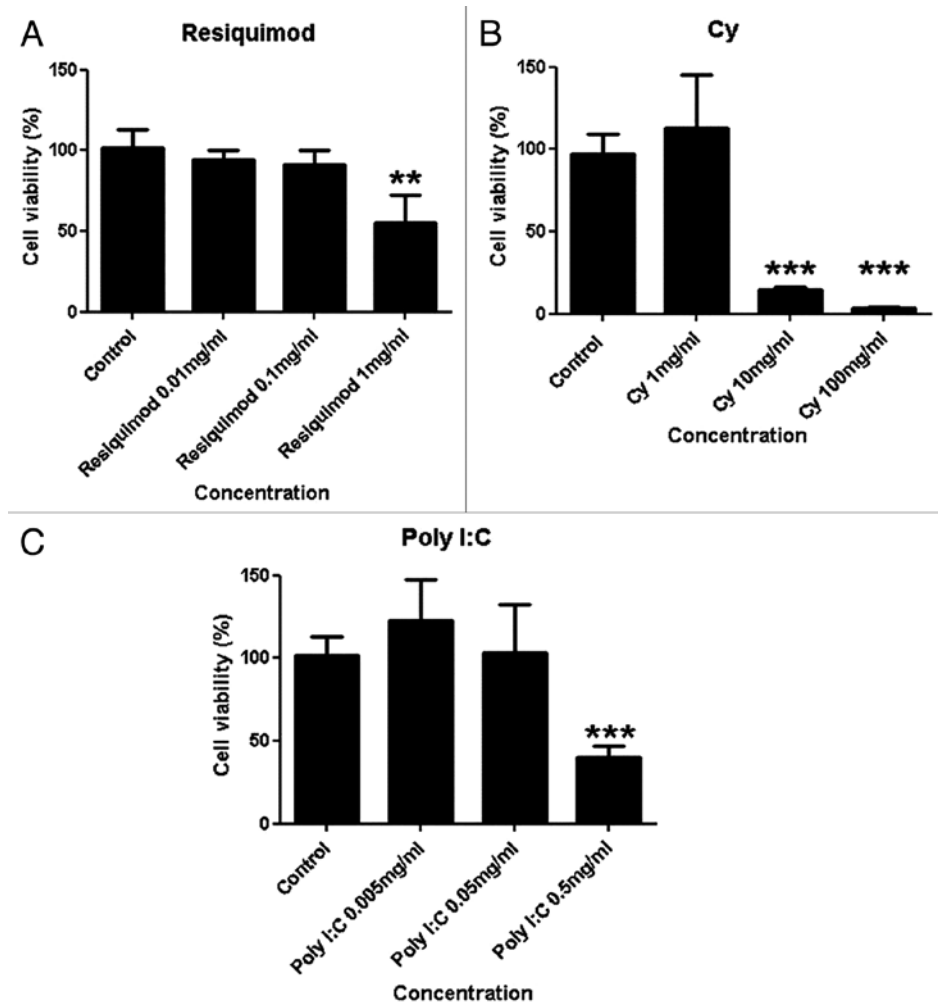 A
Resiquimod
Cell viability (%)
150
100
50
0
**
Control
Resiquimod 0.01mg/ml
Resiquimod 0.1mg/ml
Resiquimod 1mg/ml
Concentration
B
Cy
Cell viability (%)
150
100
50
0
***
***
Control
Cy 1mg/ml
Cy 10mg/ml
Cy 100mg/ml
Concentration
C
Poly I:C
Cell viability (%)
150
100
50
0
***
Control
Poly I:C 0.005mg/ml
Poly I:C 0.05mg/ml
Poly I:C 0.5mg/ml
Concentration